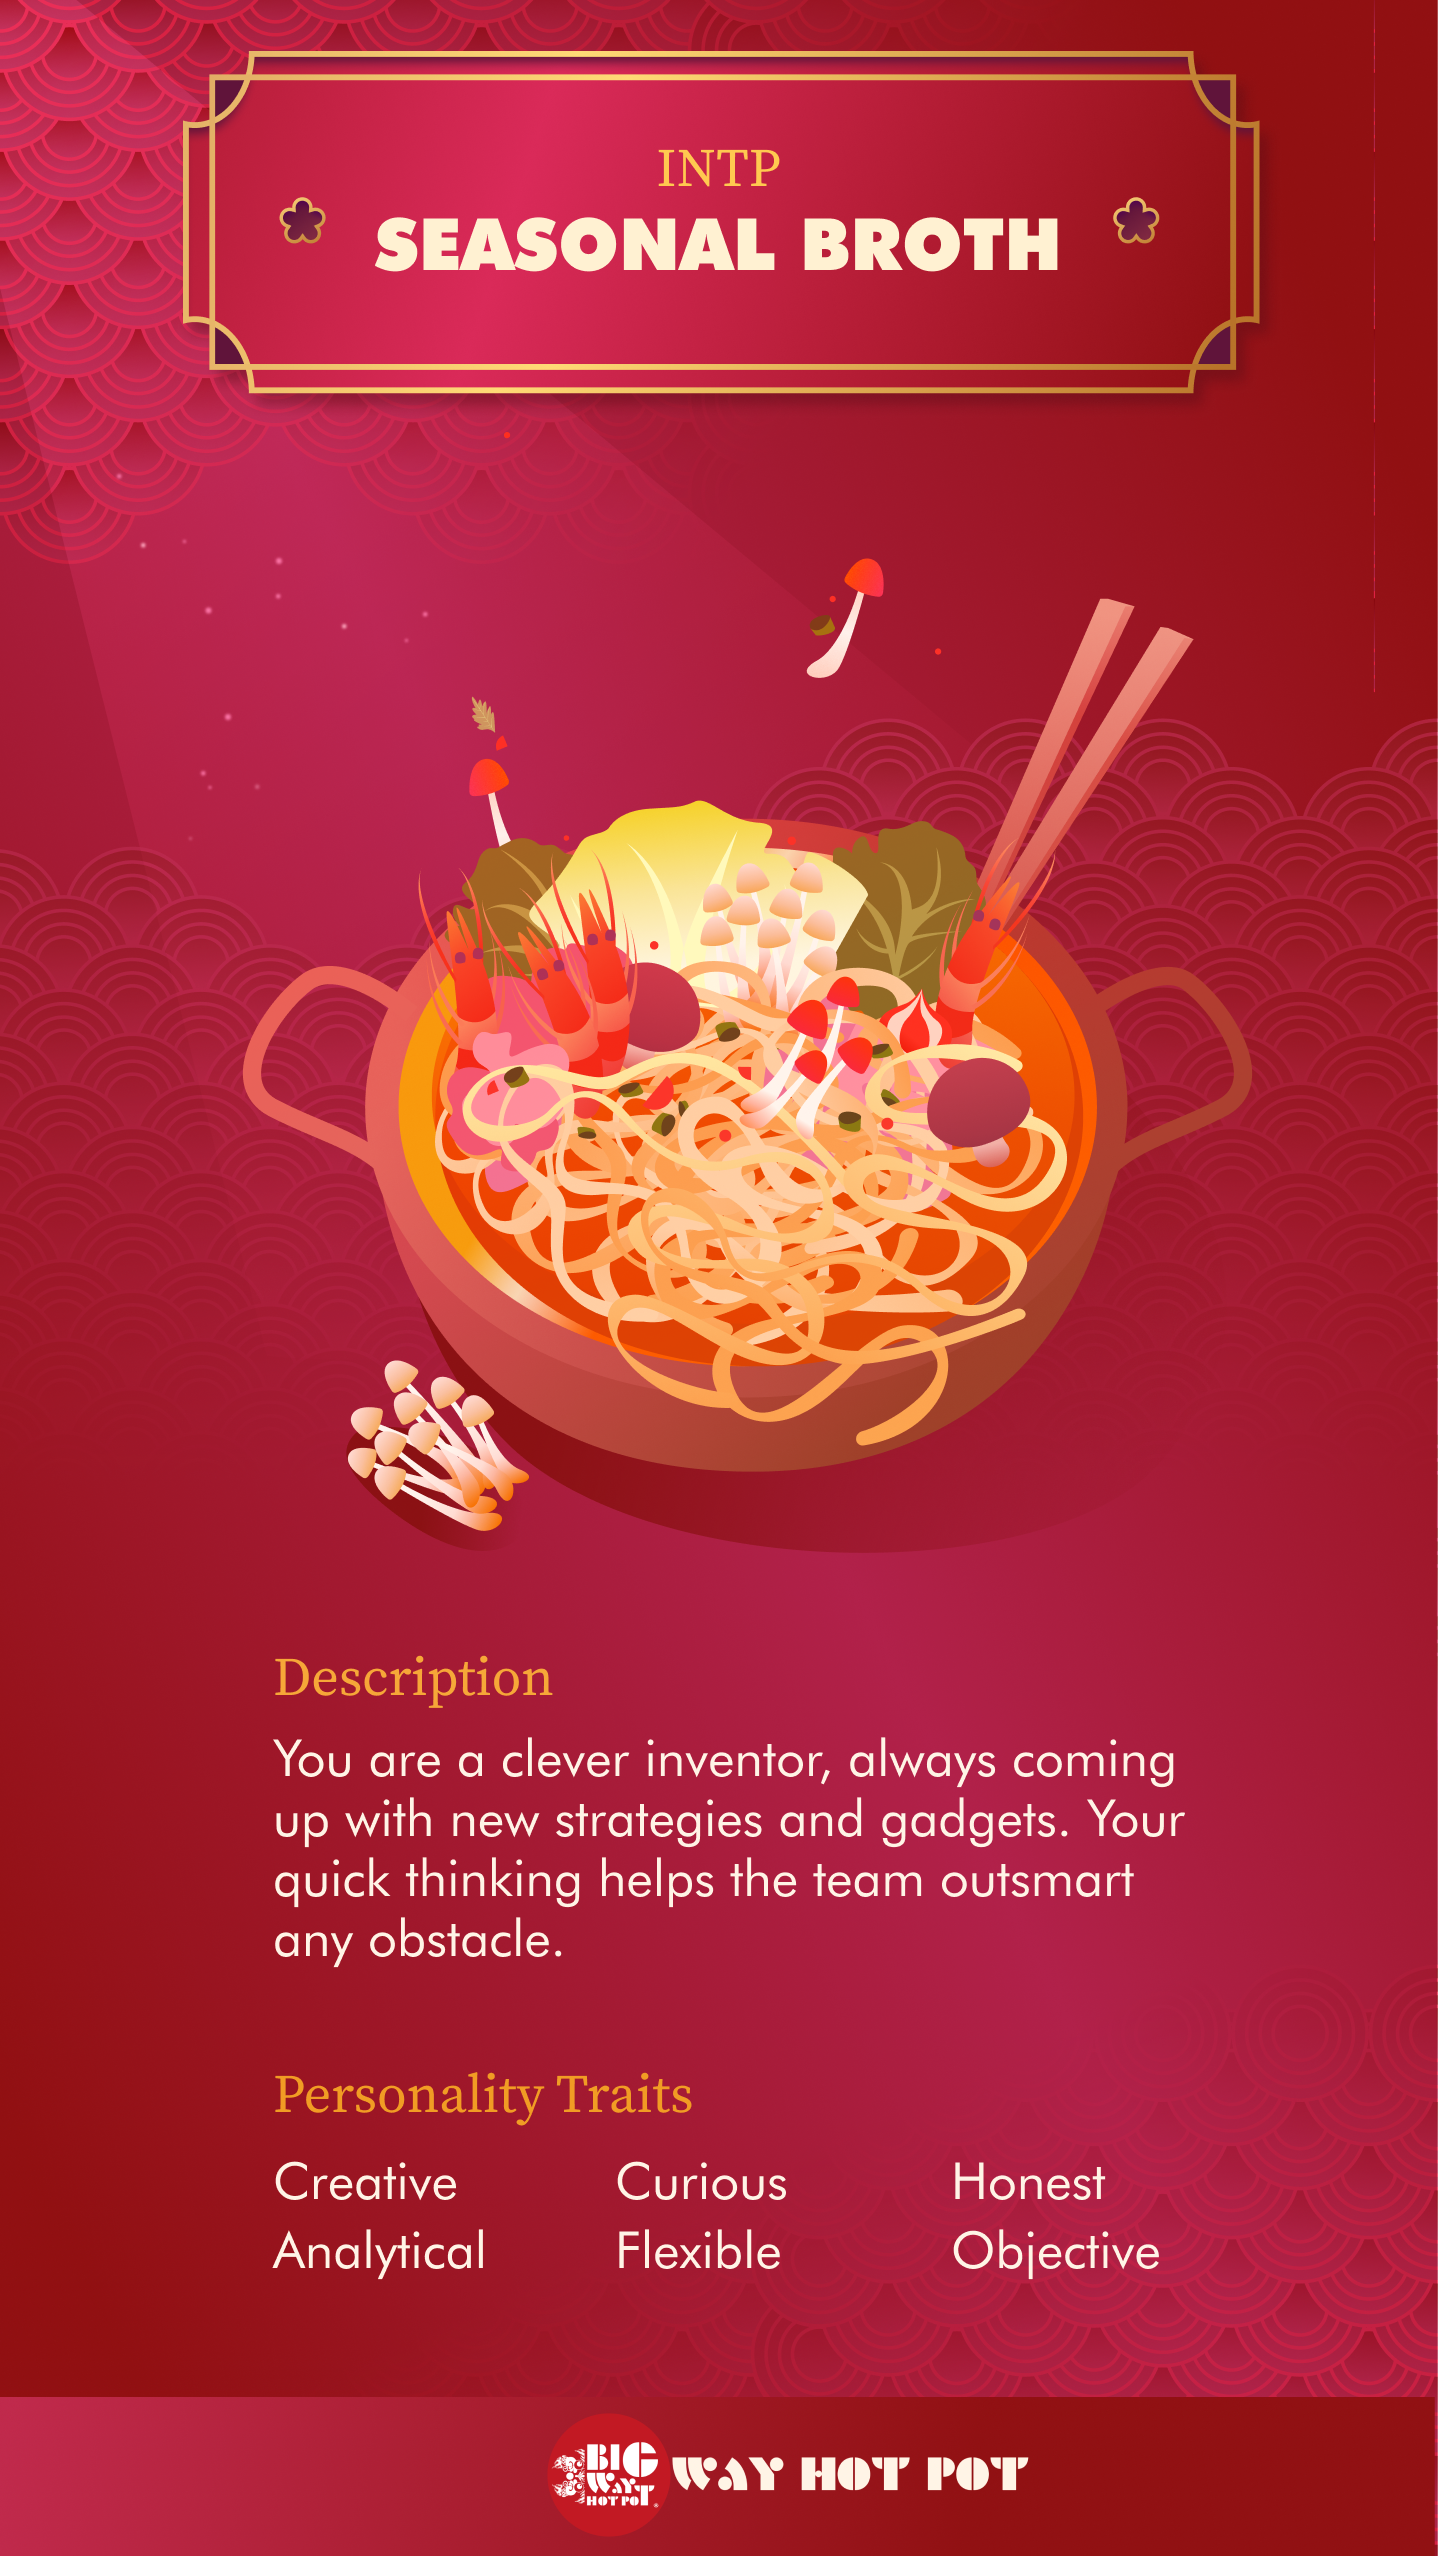 INTP
SEASONAL BROTH
Description
You are a clever inventor, always coming
up with new strategies and gadgets. Your
quick thinking helps the team outsmart
any obstacle.
Personality Traits
Creative Curious Honest
Analytical Flexible Objective
BIG
WAY
HOT POT
WAY HOT POT